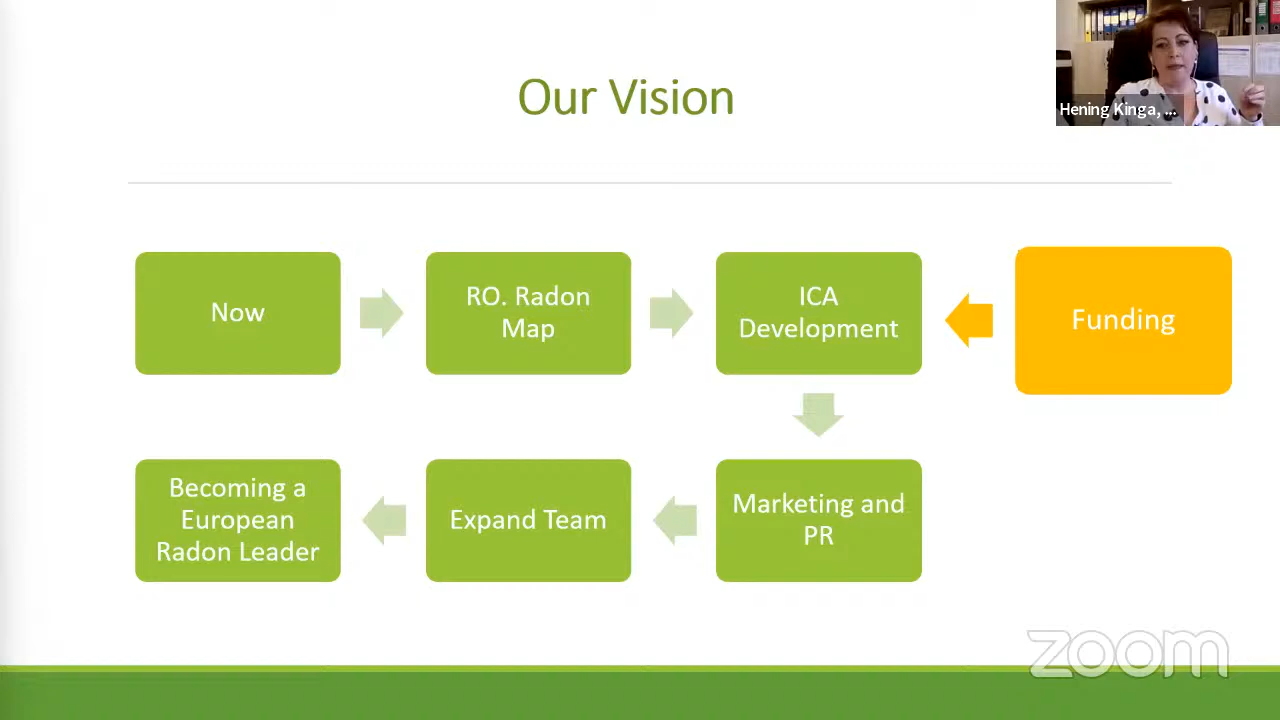 Our Vision
Hening Kinga, ...
Now
RO. Radon
Map
ICA
Development
Funding
Becoming a
European
Radon Leader
Expand Team
Marketing and
PR
zoom